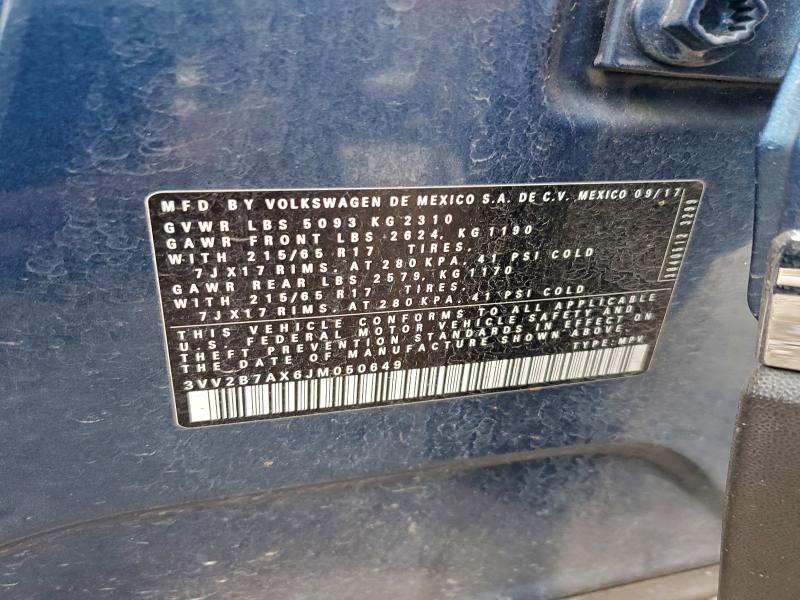 MFD BY VOLKSWAGEN DE MEXICO S.A. DE C.V. MEXICO 09/17
GVWR LBS 5093 KG 2310
GAWR FRONT LBS 2624, KG 1190
WITH 215/65 R17 TIRES,
7JX17 RIMS, AT 280 KPA, 41 PSI COLD
GAWR REAR LBS 2579, KG 1170
WITH 215/65 R17 TIRES,
7JX17 RIMS, AT 280 KPA, 41 PSI COLD
THIS VEHICLE CONFORMS TO ALL APPLICABLE
U.S. FEDERAL MOTOR VEHICLE SAFETY AND
THEFT PREVENTION STANDARDS IN EFFECT ON
THE DATE OF MANUFACTURE SHOWN ABOVE.
TYPE: MPV
3VV2B7AX6JM050649